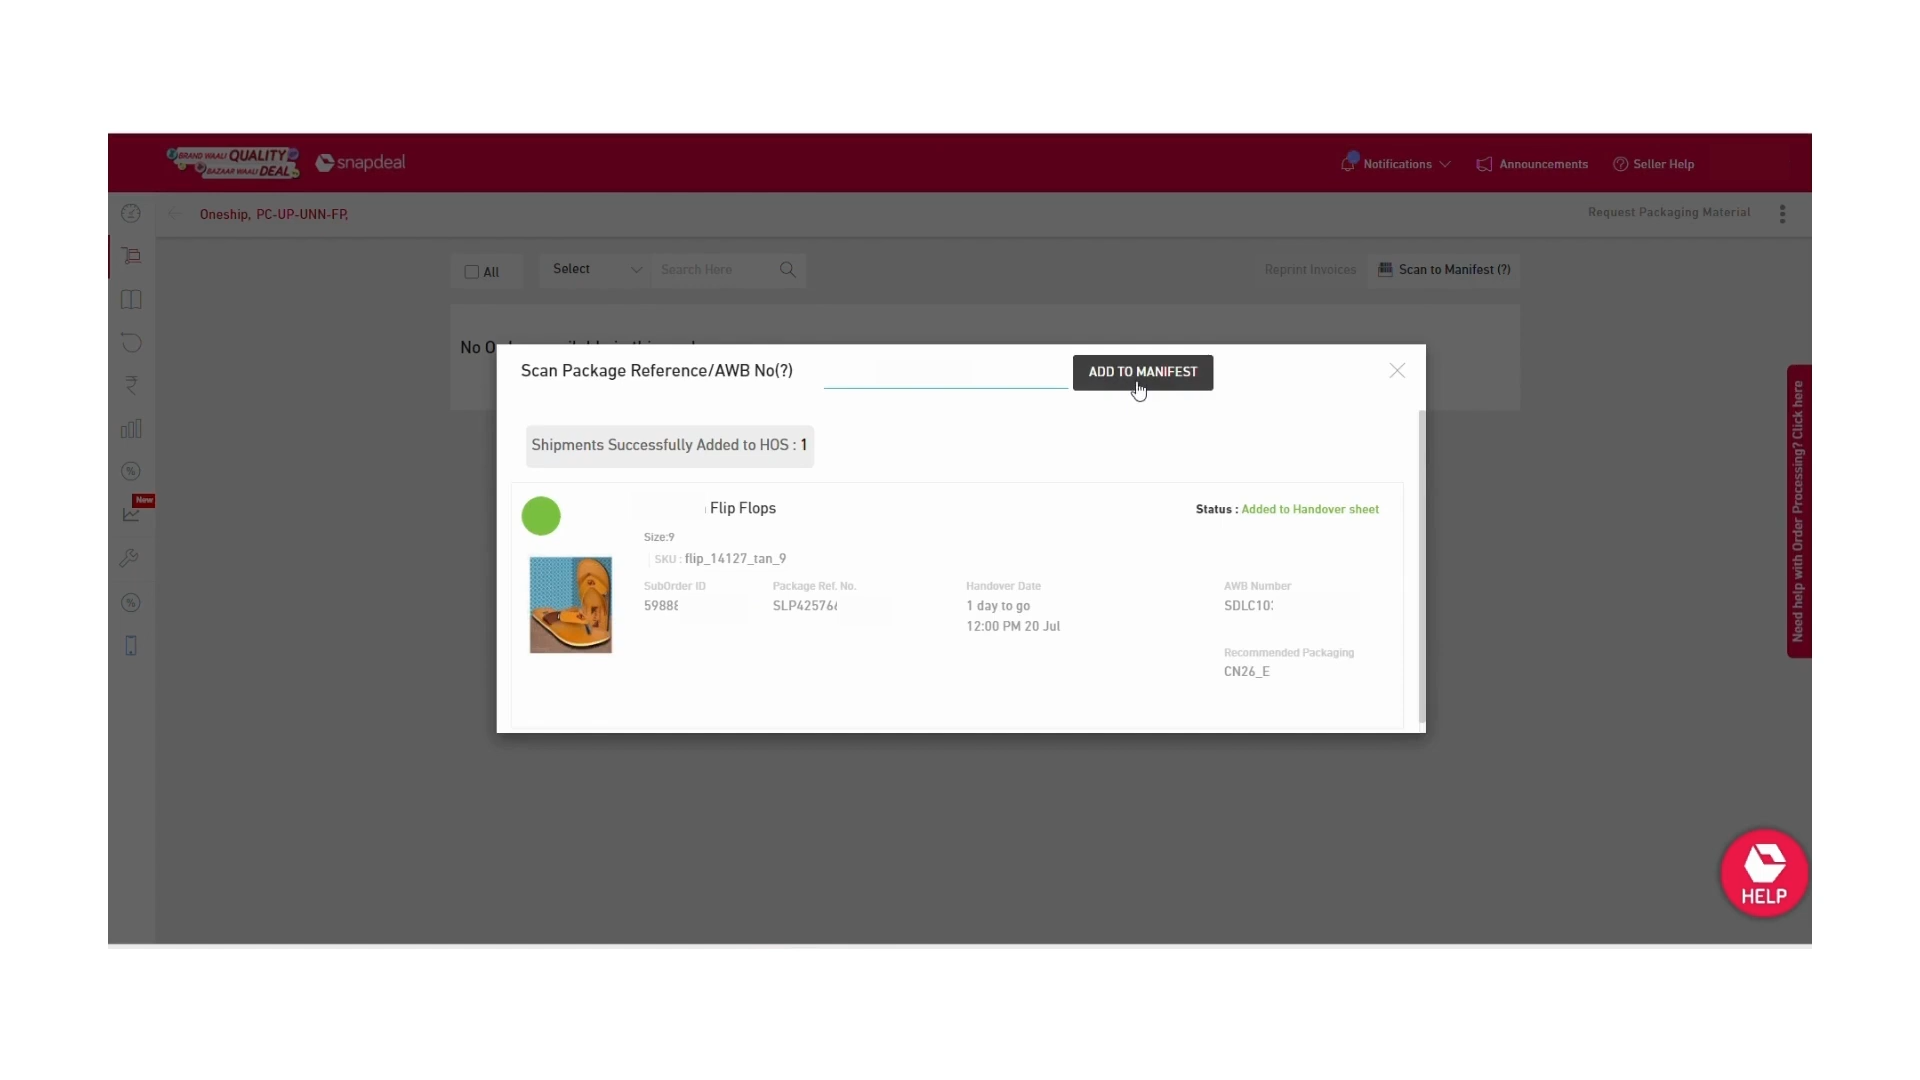 BRAND WAALI QUALITY
BAZAAR WAALI DEAL
snapdeal
Notifications
Announcements
Seller Help
Oneship, PC-UP-UNN-FP,
Request Packaging Material
All
Select
Search Here
Reprint Invoices
Scan to Manifest (?)
No
Scan Package Reference/AWB No(?)
ADD TO MANIFEST
Shipments Successfully Added to HOS : 1
Flip Flops
Status : Added to Handover sheet
Size:9
SKU : flip_14127_tan_9
SubOrder ID
Package Ref. No.
Handover Date
AWB Number
59888
SLP42576
1 day to go
SDLC10
12:00 PM 20 Jul
Recommended Packaging
CN26_E
New
Need help with Order Processing? Click here
HELP